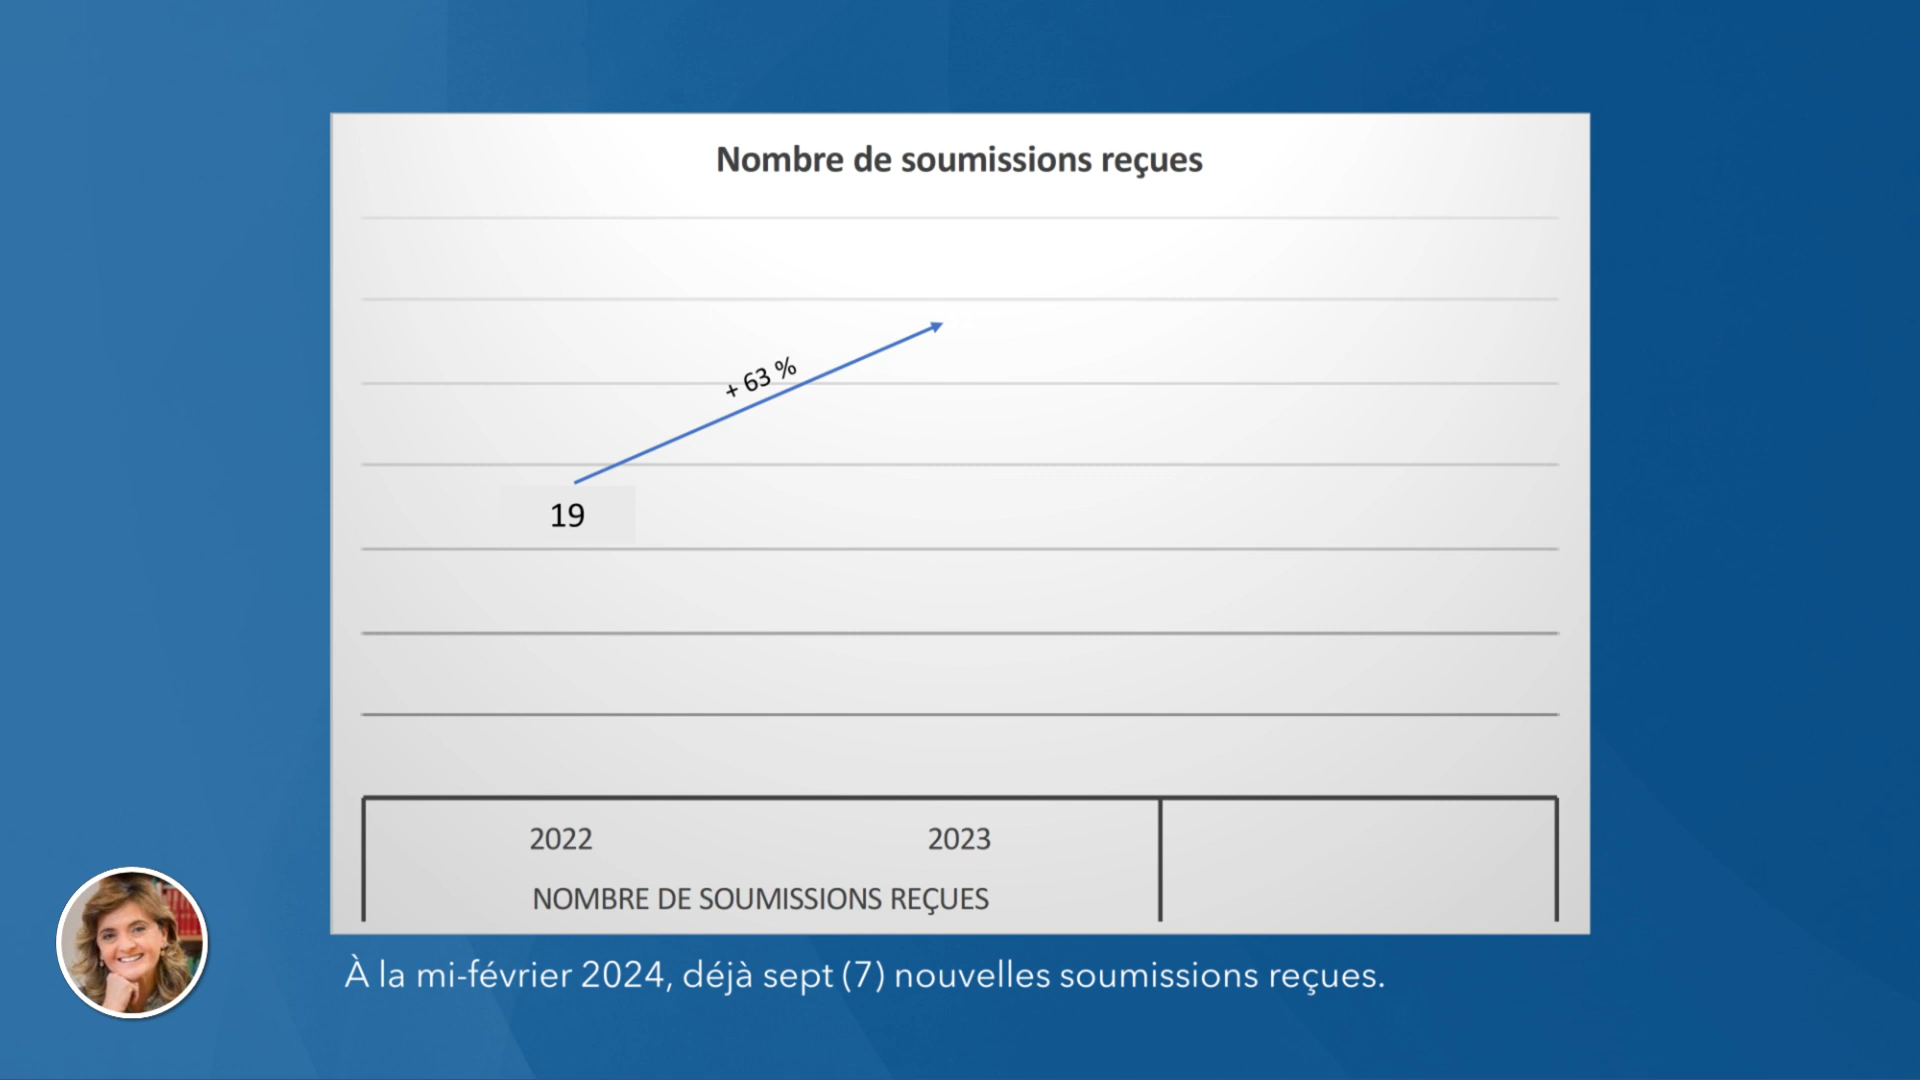 Nombre de soumissions reçues
+ 63 %
19
2022 2023
NOMBRE DE SOUMISSIONS REÇUES
À la mi-février 2024, déjà sept (7) nouvelles soumissions reçues.